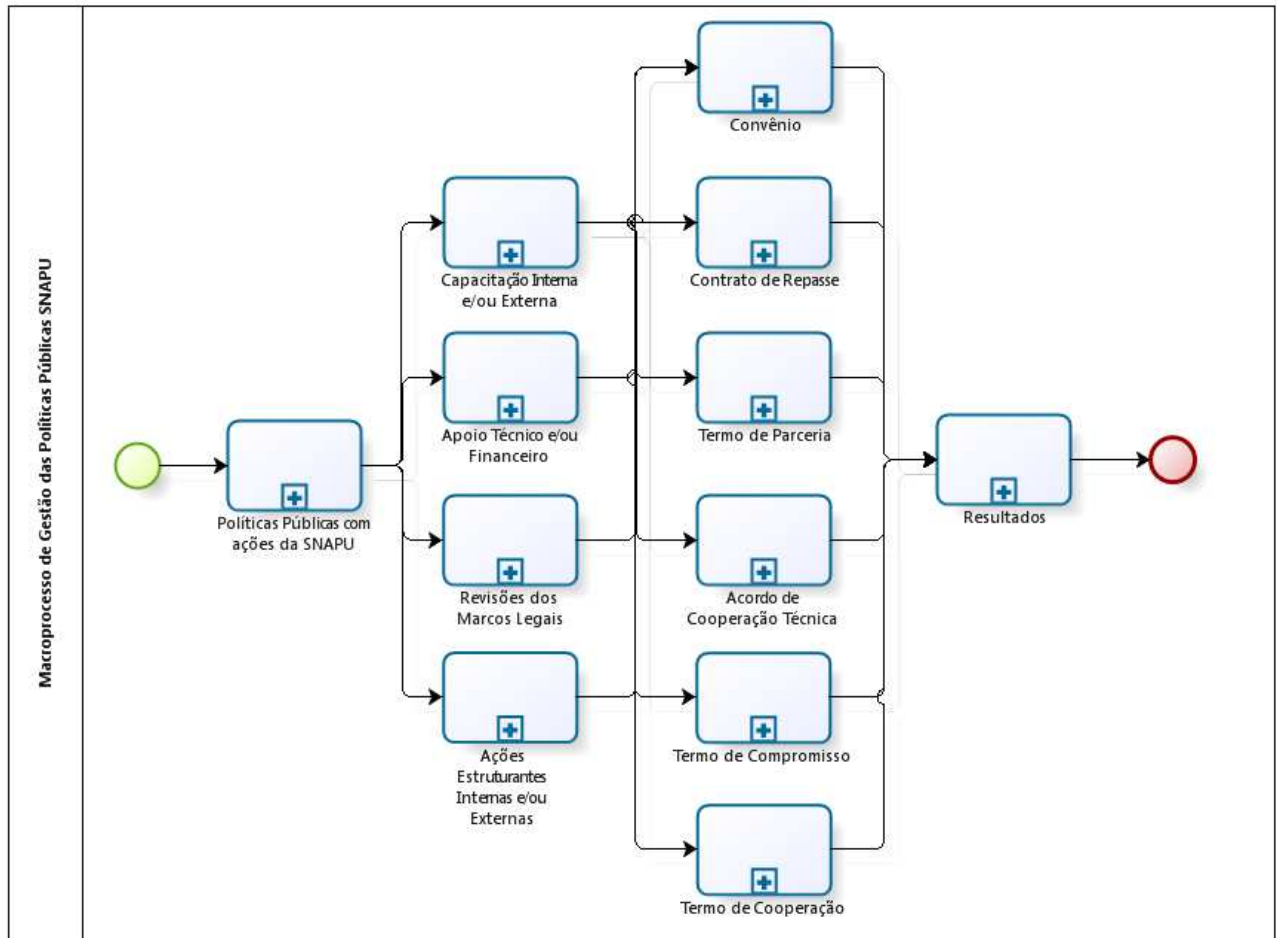 Macroprocesso de Gestão das Políticas Públicas SNAPU
Políticas Públicas com
ações da SNAPU
Capacitação Interna
e/ou Externa
Apoio Técnico e/ou
Financeiro
Revisões dos
Marcos Legais
Ações
Estruturantes
Internas e/ou
Externas
Convênio
Contrato de Repasse
Termo de Parceria
Acordo de
Cooperação Técnica
Termo de Compromisso
Termo de Cooperação
Resultados